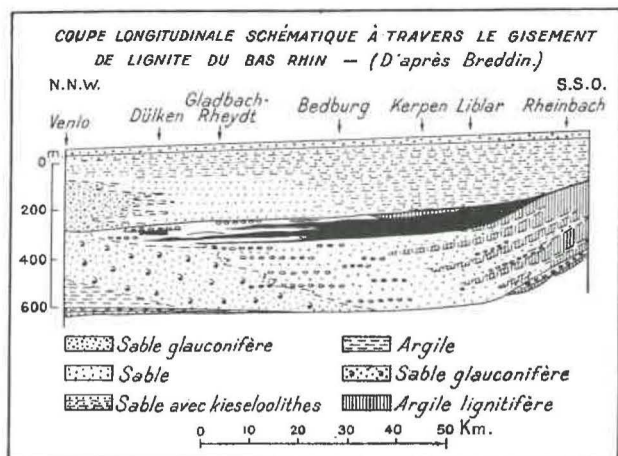 COUPE LONGITUDINALE SCHÉMATIQUE À TRAVERS LE GISEMENT
DE LIGNITE DU BAS RHIN — (D'après Breddin.)
N.N.W. S.S.O.
Venlo Dülken Gladbach-Rheydt Bedburg Kerpen Liblar Rheinbach
m.
0
200
400
600
Sable glauconifère Argile
Sable Sable glauconifère
Sable avec kieseloolithes Argile lignitifère
0 10 20 30 40 50 Km.